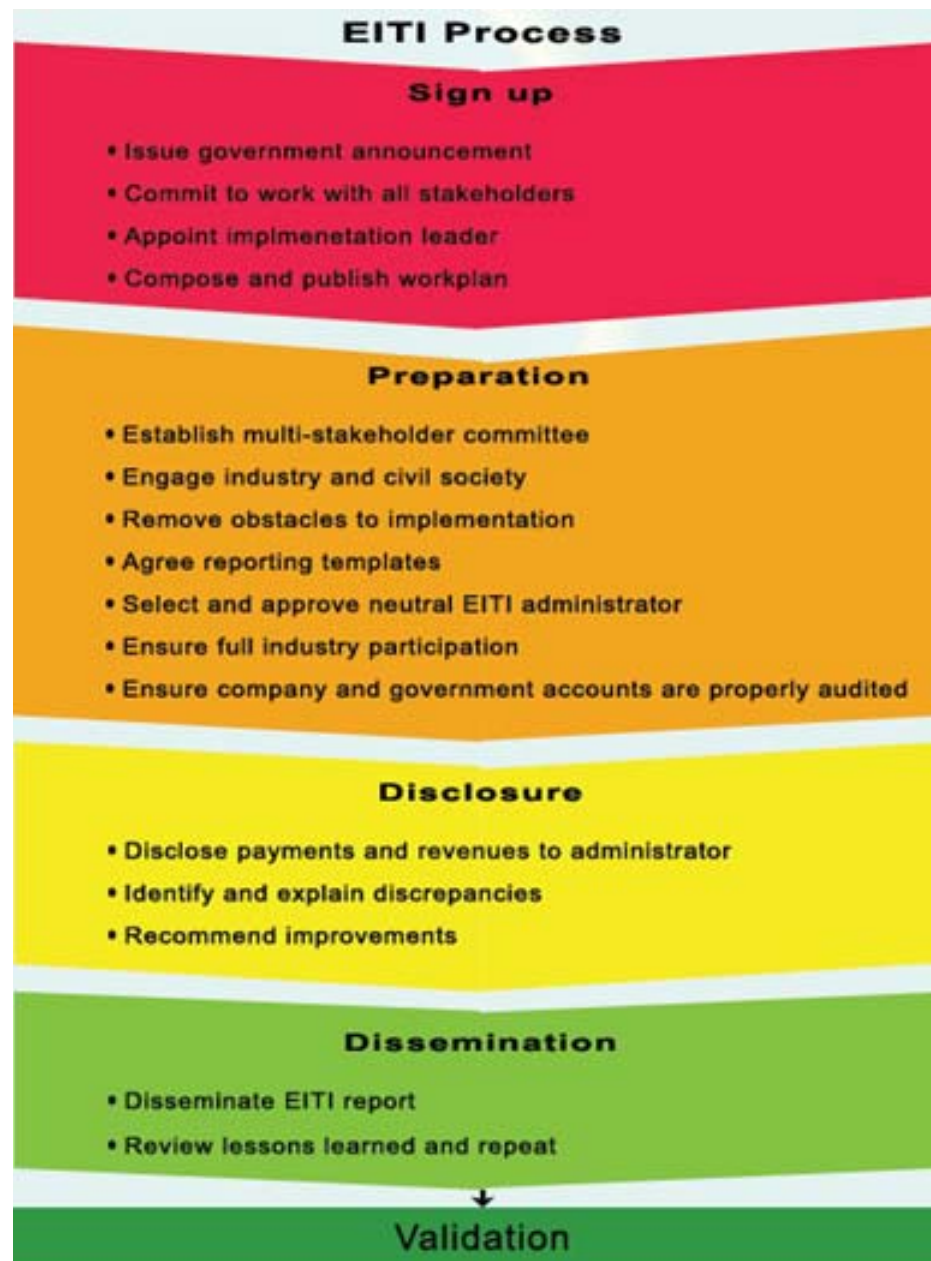 EITI Process
Sign up
• Issue government announcement
• Commit to work with all stakeholders
• Appoint implmenetation leader
• Compose and publish workplan
Preparation
• Establish multi-stakeholder committee
• Engage industry and civil society
• Remove obstacles to implementation
• Agree reporting templates
• Select and approve neutral EITI administrator
• Ensure full industry participation
• Ensure company and government accounts are properly audited
Disclosure
• Disclose payments and revenues to administrator
• Identify and explain discrepancies
• Recommend improvements
Dissemination
• Disseminate EITI report
• Review lessons learned and repeat
Validation